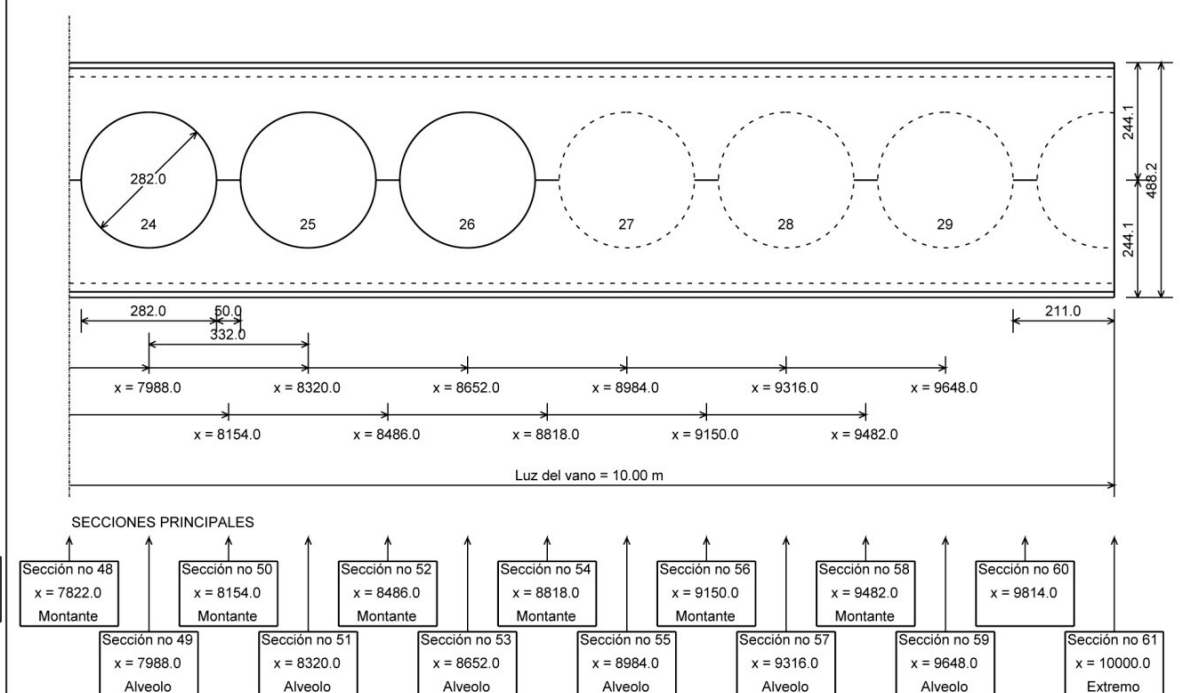 244.1
488.2
244.1
282.0
24
25
26
27
28
29
282.0
50.0
211.0
332.0
x = 7988.0
x = 8320.0
x = 8652.0
x = 8984.0
x = 9316.0
x = 9648.0
x = 8154.0
x = 8486.0
x = 8818.0
x = 9150.0
x = 9482.0
Luz del vano = 10.00 m
SECCIONES PRINCIPALES
Sección no 48
x = 7822.0
Montante
Sección no 50
x = 8154.0
Montante
Sección no 52
x = 8486.0
Montante
Sección no 54
x = 8818.0
Montante
Sección no 56
x = 9150.0
Montante
Sección no 58
x = 9482.0
Montante
Sección no 60
x = 9814.0
Sección no 49
x = 7988.0
Alveolo
Sección no 51
x = 8320.0
Alveolo
Sección no 53
x = 8652.0
Alveolo
Sección no 55
x = 8984.0
Alveolo
Sección no 57
x = 9316.0
Alveolo
Sección no 59
x = 9648.0
Alveolo
Sección no 61
x = 10000.0
Extremo